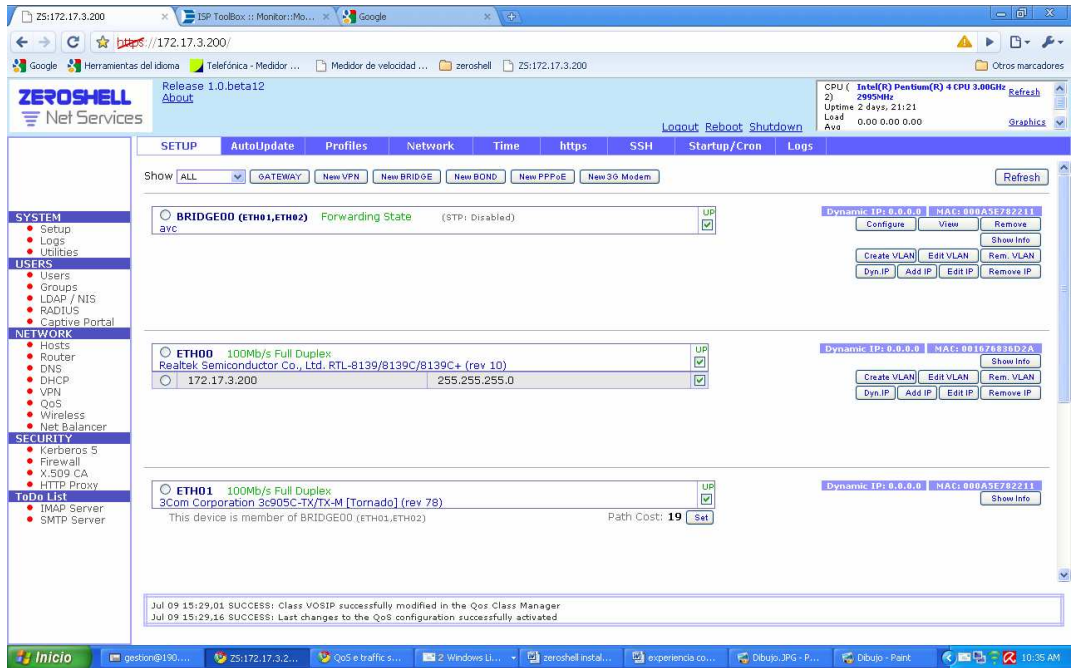 ZS:172.17.3.200
ISP ToolBox :: Monitor::Mo...
Google
https://172.17.3.200/
Google
Herramientas del idioma
Telefónica - Medidor ...
Medidor de velocidad ...
zeroshell
ZS:172.17.3.200
Otros marcadores
ZEROSHELL
Net Services
Release 1.0.beta12
About
Logout Reboot Shutdown
CPU ( Intel(R) Pentium(R) 4 CPU 3.00GHz
2) 2995MHz
Refresh
Uptime 2 days, 21:21
Load 0.00 0.00 0.00
Avg
Graphics
SETUP AutoUpdate Profiles Network Time https SSH Startup/Cron Logs
Show ALL GATEWAY New VPN New BRIDGE New BOND New PPPoE New 3G Modem Refresh
SYSTEM
Setup
Logs
Utilities
USERS
Users
Groups
LDAP / NIS
RADIUS
Captive Portal
NETWORK
Hosts
Router
DNS
DHCP
VPN
QoS
Wireless
Net Balancer
SECURITY
Kerberos 5
Firewall
X.509 CA
HTTP Proxy
ToDo List
IMAP Server
SMTP Server
BRIDGE00 (ETH01,ETH02) Forwarding State (STP: Disabled) UP
avc
Dynamic IP: 0.0.0.0 MAC: 000A5E782211
Configure View Remove
Show Info
Create VLAN Edit VLAN Rem. VLAN
Dyn.IP Add IP Edit IP Remove IP
ETH00 100Mb/s Full Duplex UP
Realtek Semiconductor Co., Ltd. RTL-8139/8139C/8139C+ (rev 10)
172.17.3.200 255.255.255.0
Dynamic IP: 0.0.0.0 MAC: 001676836D2A
Show Info
Create VLAN Edit VLAN Rem. VLAN
Dyn.IP Add IP Edit IP Remove IP
ETH01 100Mb/s Full Duplex UP
3Com Corporation 3c905C-TX/TX-M [Tornado] (rev 78)
This device is member of BRIDGE00 (ETH01,ETH02) Path Cost: 19 Set
Dynamic IP: 0.0.0.0 MAC: 000A5E782211
Show Info
Jul 09 15:29,01 SUCCESS: Class VOSIP successfully modified in the Qos Class Manager
Jul 09 15:29,16 SUCCESS: Last changes to the QoS configuration successfully activated
Inicio
gestion@190....
ZS:172.17.3.2...
QoS e traffic s...
2 Windows Li...
zeroshell instal...
experiencia co...
Dibujo.JPG - P...
Dibujo - Paint
10:35 AM